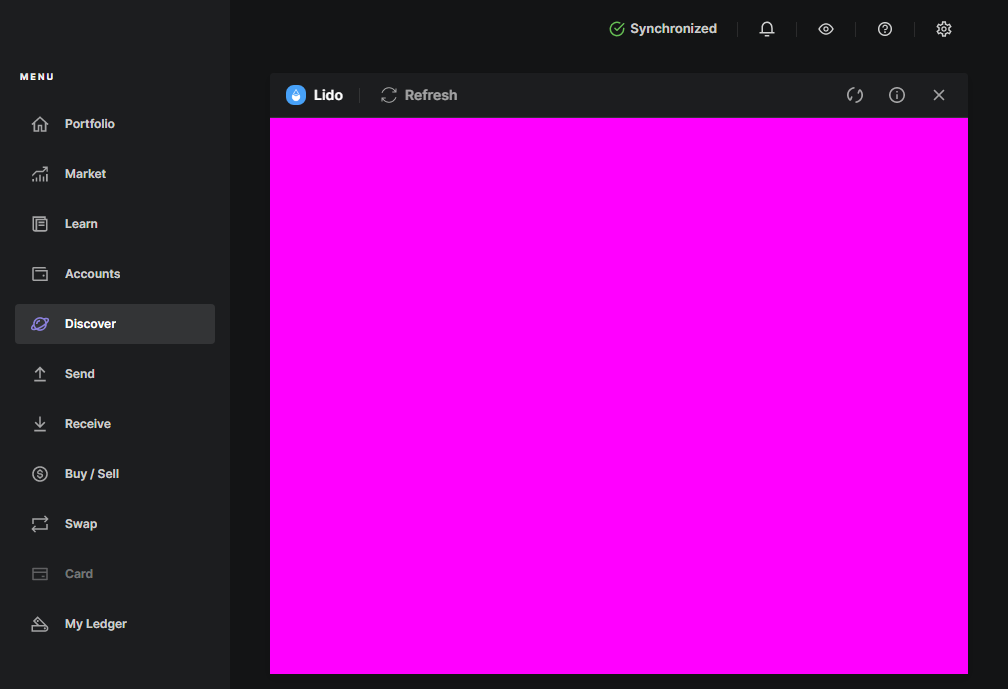 Synchronized
MENU
Portfolio
Market
Learn
Accounts
Discover
Send
Receive
Buy / Sell
Swap
Card
My Ledger
Lido
Refresh